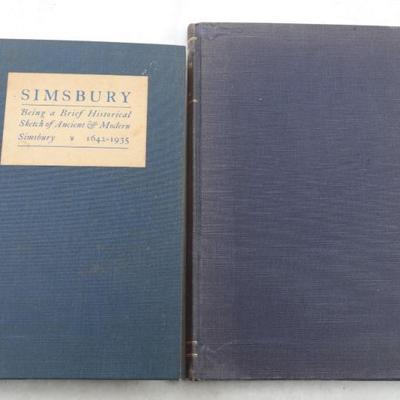 SIMSBURY
Being a Brief Historical
Sketch of Ancient & Modern
Simsbury 1642-1935